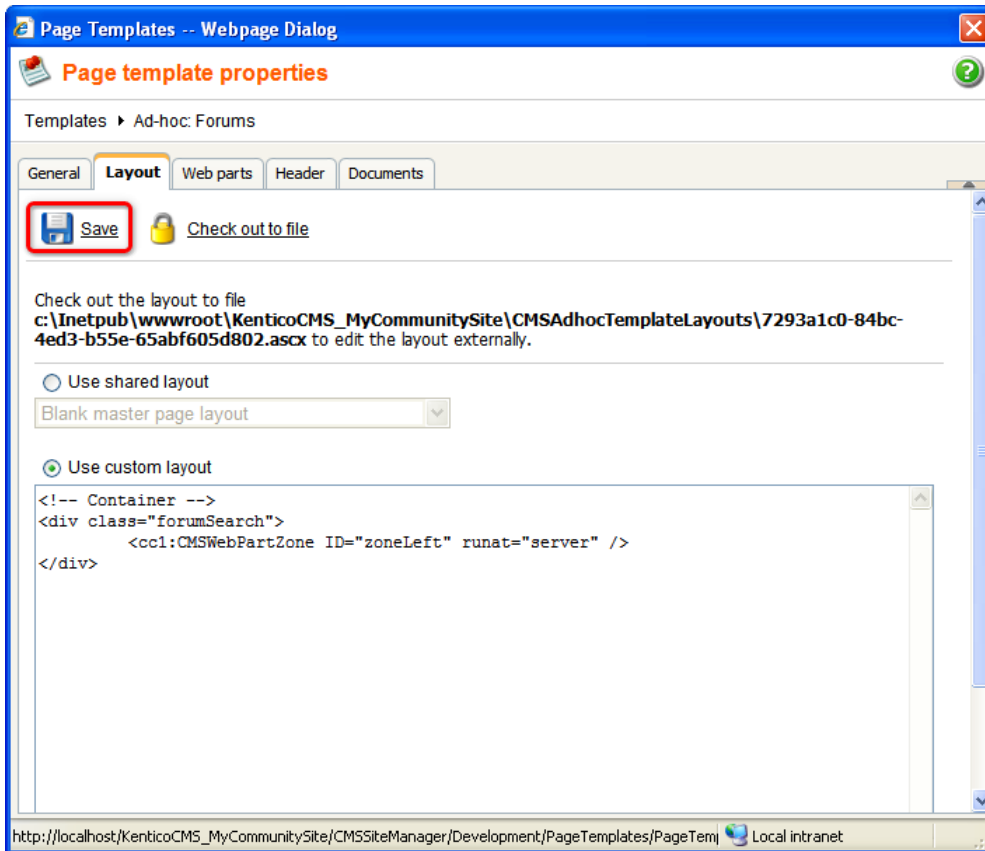 Page Templates -- Webpage Dialog
Page template properties
Templates ▸ Ad-hoc: Forums
General Layout Web parts Header Documents
Save Check out to file
Check out the layout to file
c:\Inetpub\wwwroot\KenticoCMS_MyCommunitySite\CMSAdhocTemplateLayouts\7293a1c0-84bc-
4ed3-b55e-65abf605d802.ascx to edit the layout externally.
Use shared layout
Blank master page layout
Use custom layout
<!-- Container -->
<div class="forumSearch">
<cc1:CMSWebPartZone ID="zoneLeft" runat="server" />
</div>
http://localhost/KenticoCMS_MyCommunitySite/CMSSiteManager/Development/PageTemplates/PageTem Local intranet